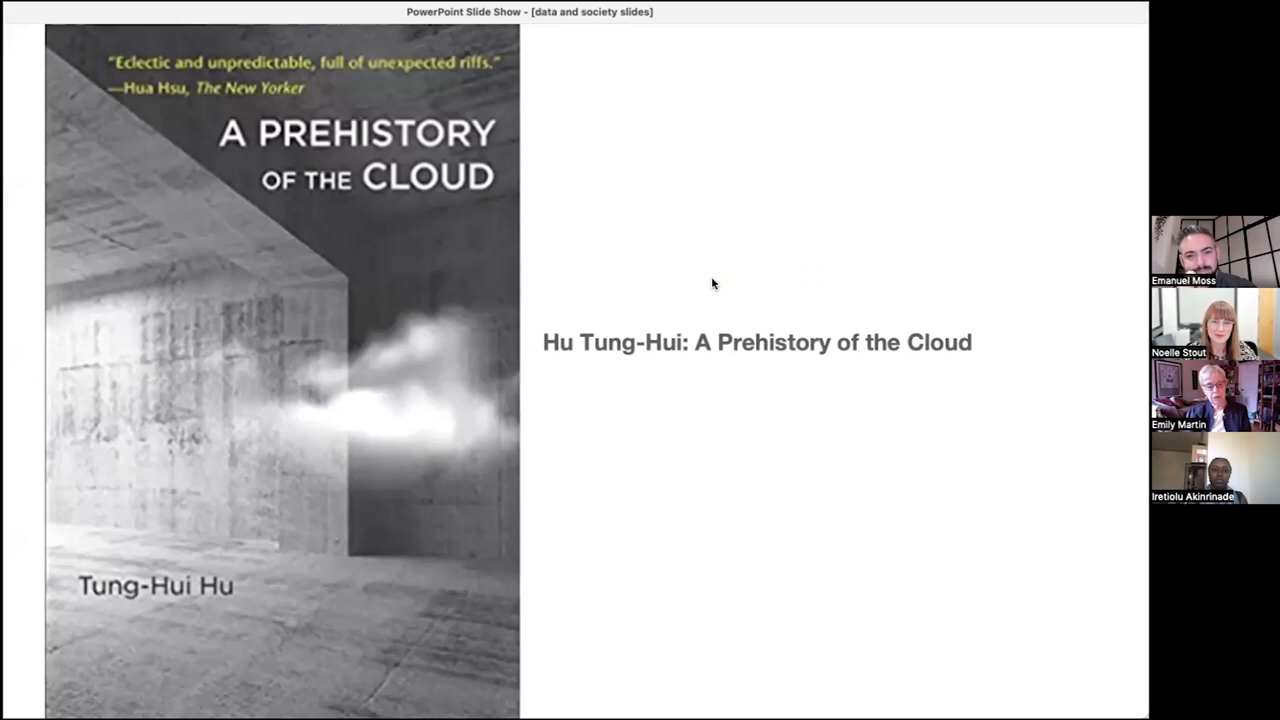 PowerPoint Slide Show - [data and society slides]
"Eclectic and unpredictable, full of unexpected riffs."
—Hua Hsu, The New Yorker
A PREHISTORY
OF THE CLOUD
Tung-Hui Hu
Hu Tung-Hui: A Prehistory of the Cloud
Emanuel Moss
Noelle Stout
Emily Martin
Iretiolu Akinrinade